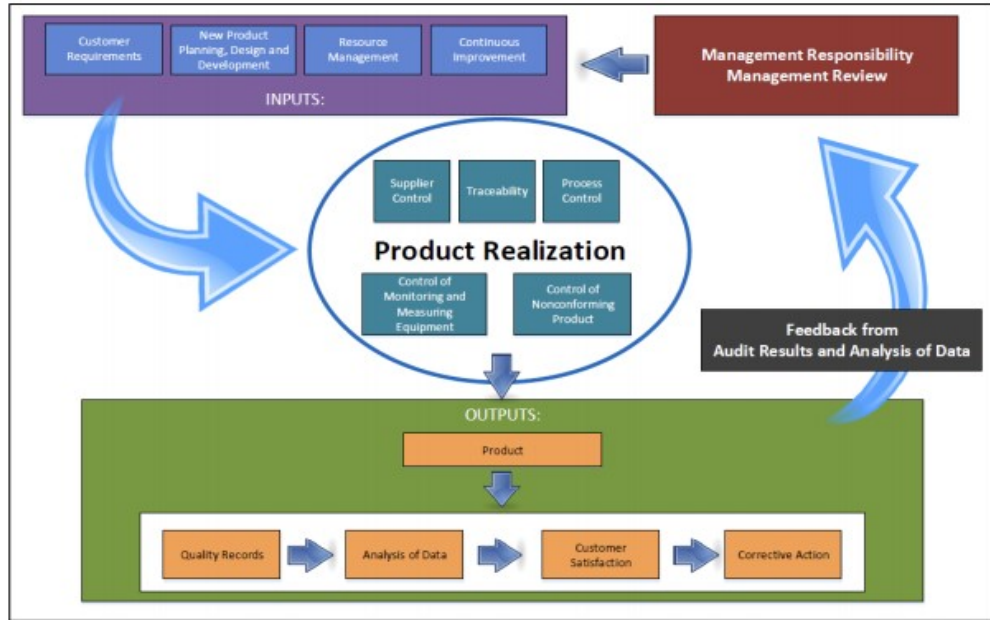 Customer
Requirements
New Product
Planning, Design and
Development
Resource
Management
Continuous
Improvement
INPUTS:
Management Responsibility
Management Review
Supplier
Control
Traceability
Process
Control
Product Realization
Control of
Monitoring and
Measuring
Equipment
Control of
Nonconforming
Product
Feedback from
Audit Results and Analysis of Data
OUTPUTS:
Product
Quality Records
Analysis of Data
Customer
Satisfaction
Corrective Action